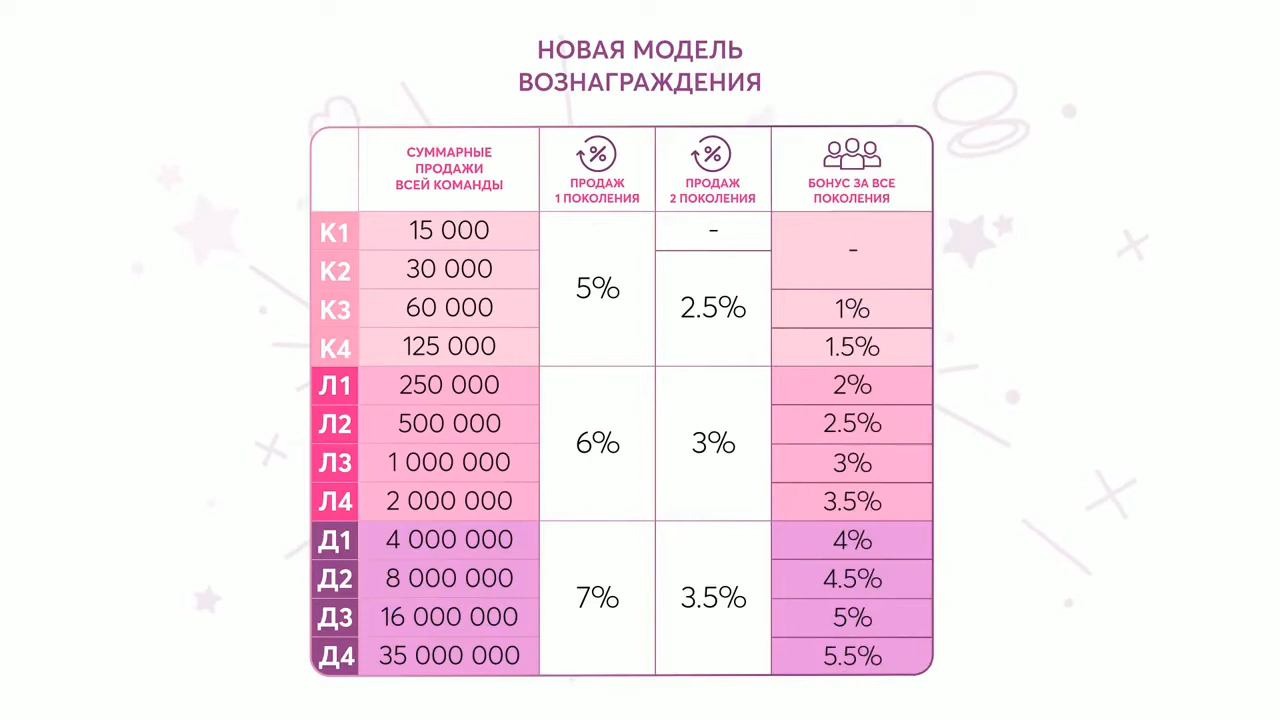 НОВАЯ МОДЕЛЬ
ВОЗНАГРАЖДЕНИЯ
СУММАРНЫЕ
ПРОДАЖИ
ВСЕЙ КОМАНДЫ
%
ПРОДАЖ
1 ПОКОЛЕНИЯ
%
ПРОДАЖ
2 ПОКОЛЕНИЯ
БОНУС ЗА ВСЕ
ПОКОЛЕНИЯ
К1 15 000 - -
К2 30 000
5% 2.5%
К3 60 000 1%
К4 125 000 1.5%
Л1 250 000 2%
Л2 500 000 2.5%
6% 3%
Л3 1 000 000 3%
Л4 2 000 000 3.5%
Д1 4 000 000 4%
Д2 8 000 000 4.5%
7% 3.5%
Д3 16 000 000 5%
Д4 35 000 000 5.5%